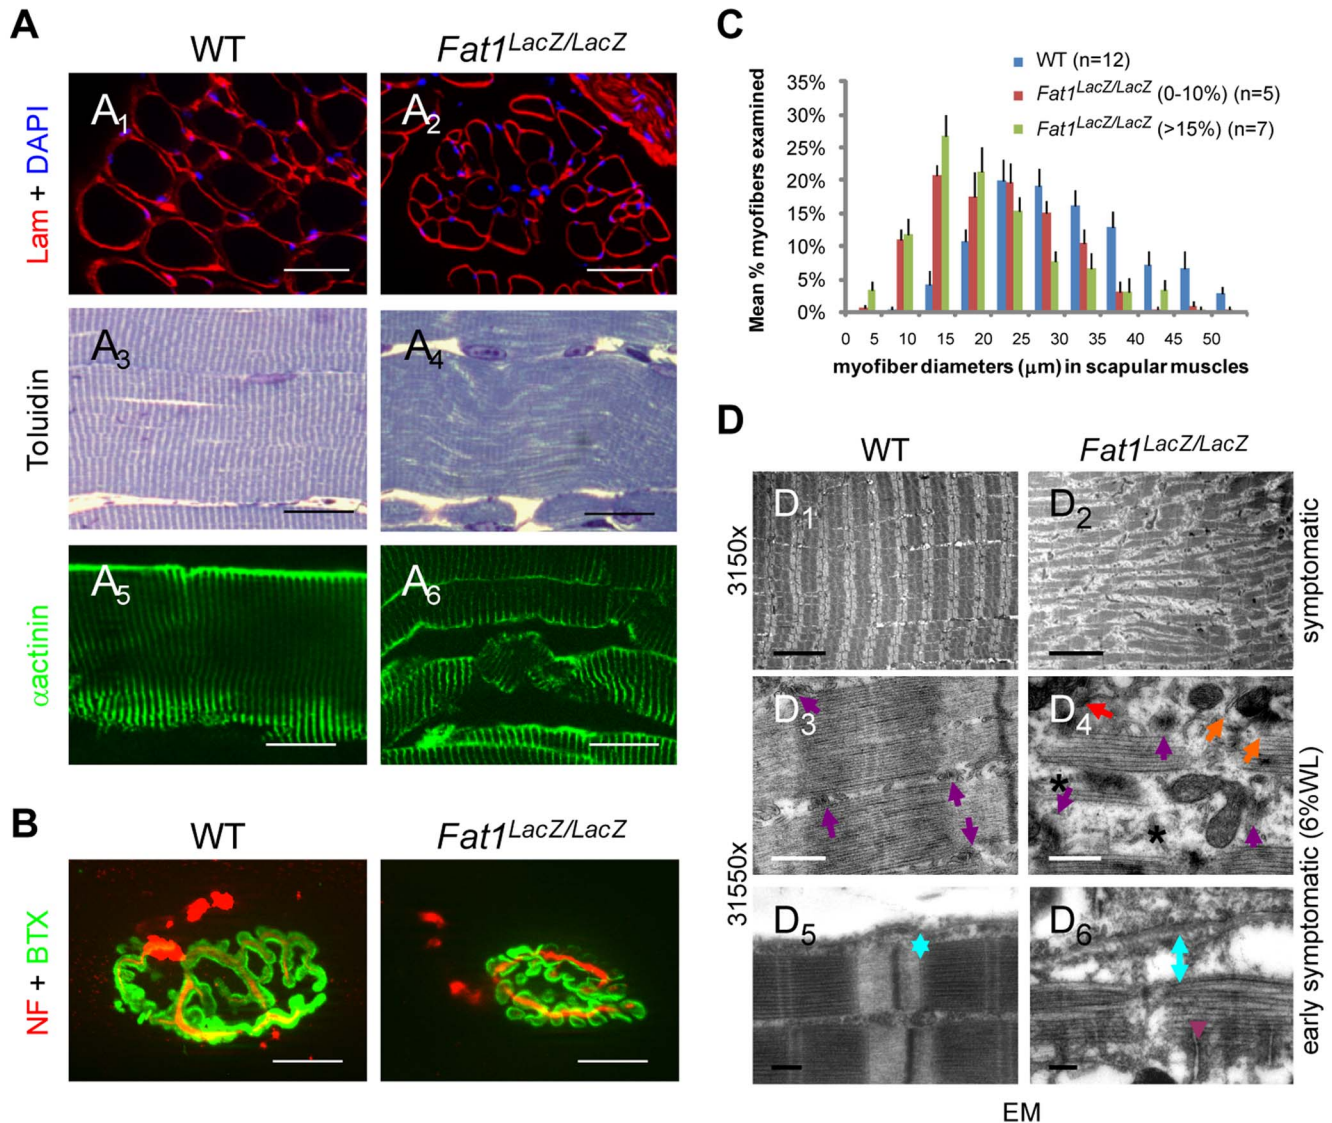 A
WT
Fat1LacZ/LacZ
Lam + DAPI
A1
A2
Toluidin
A3
A4
αactinin
A5
A6
B
WT
Fat1LacZ/LacZ
NF + BTX
C
WT (n=12)
Fat1LacZ/LacZ (0-10%) (n=5)
Fat1LacZ/LacZ (>15%) (n=7)
Mean % myofibers examined
35%
30%
25%
20%
15%
10%
5%
0%
0 5 10 15 20 25 30 35 40 45 50
myofiber diameters (μm) in scapular muscles
D
WT
Fat1LacZ/LacZ
3150x
D1
D2
symptomatic
31550x
D3
D4
D5
D6
early symptomatic (6%WL)
EM